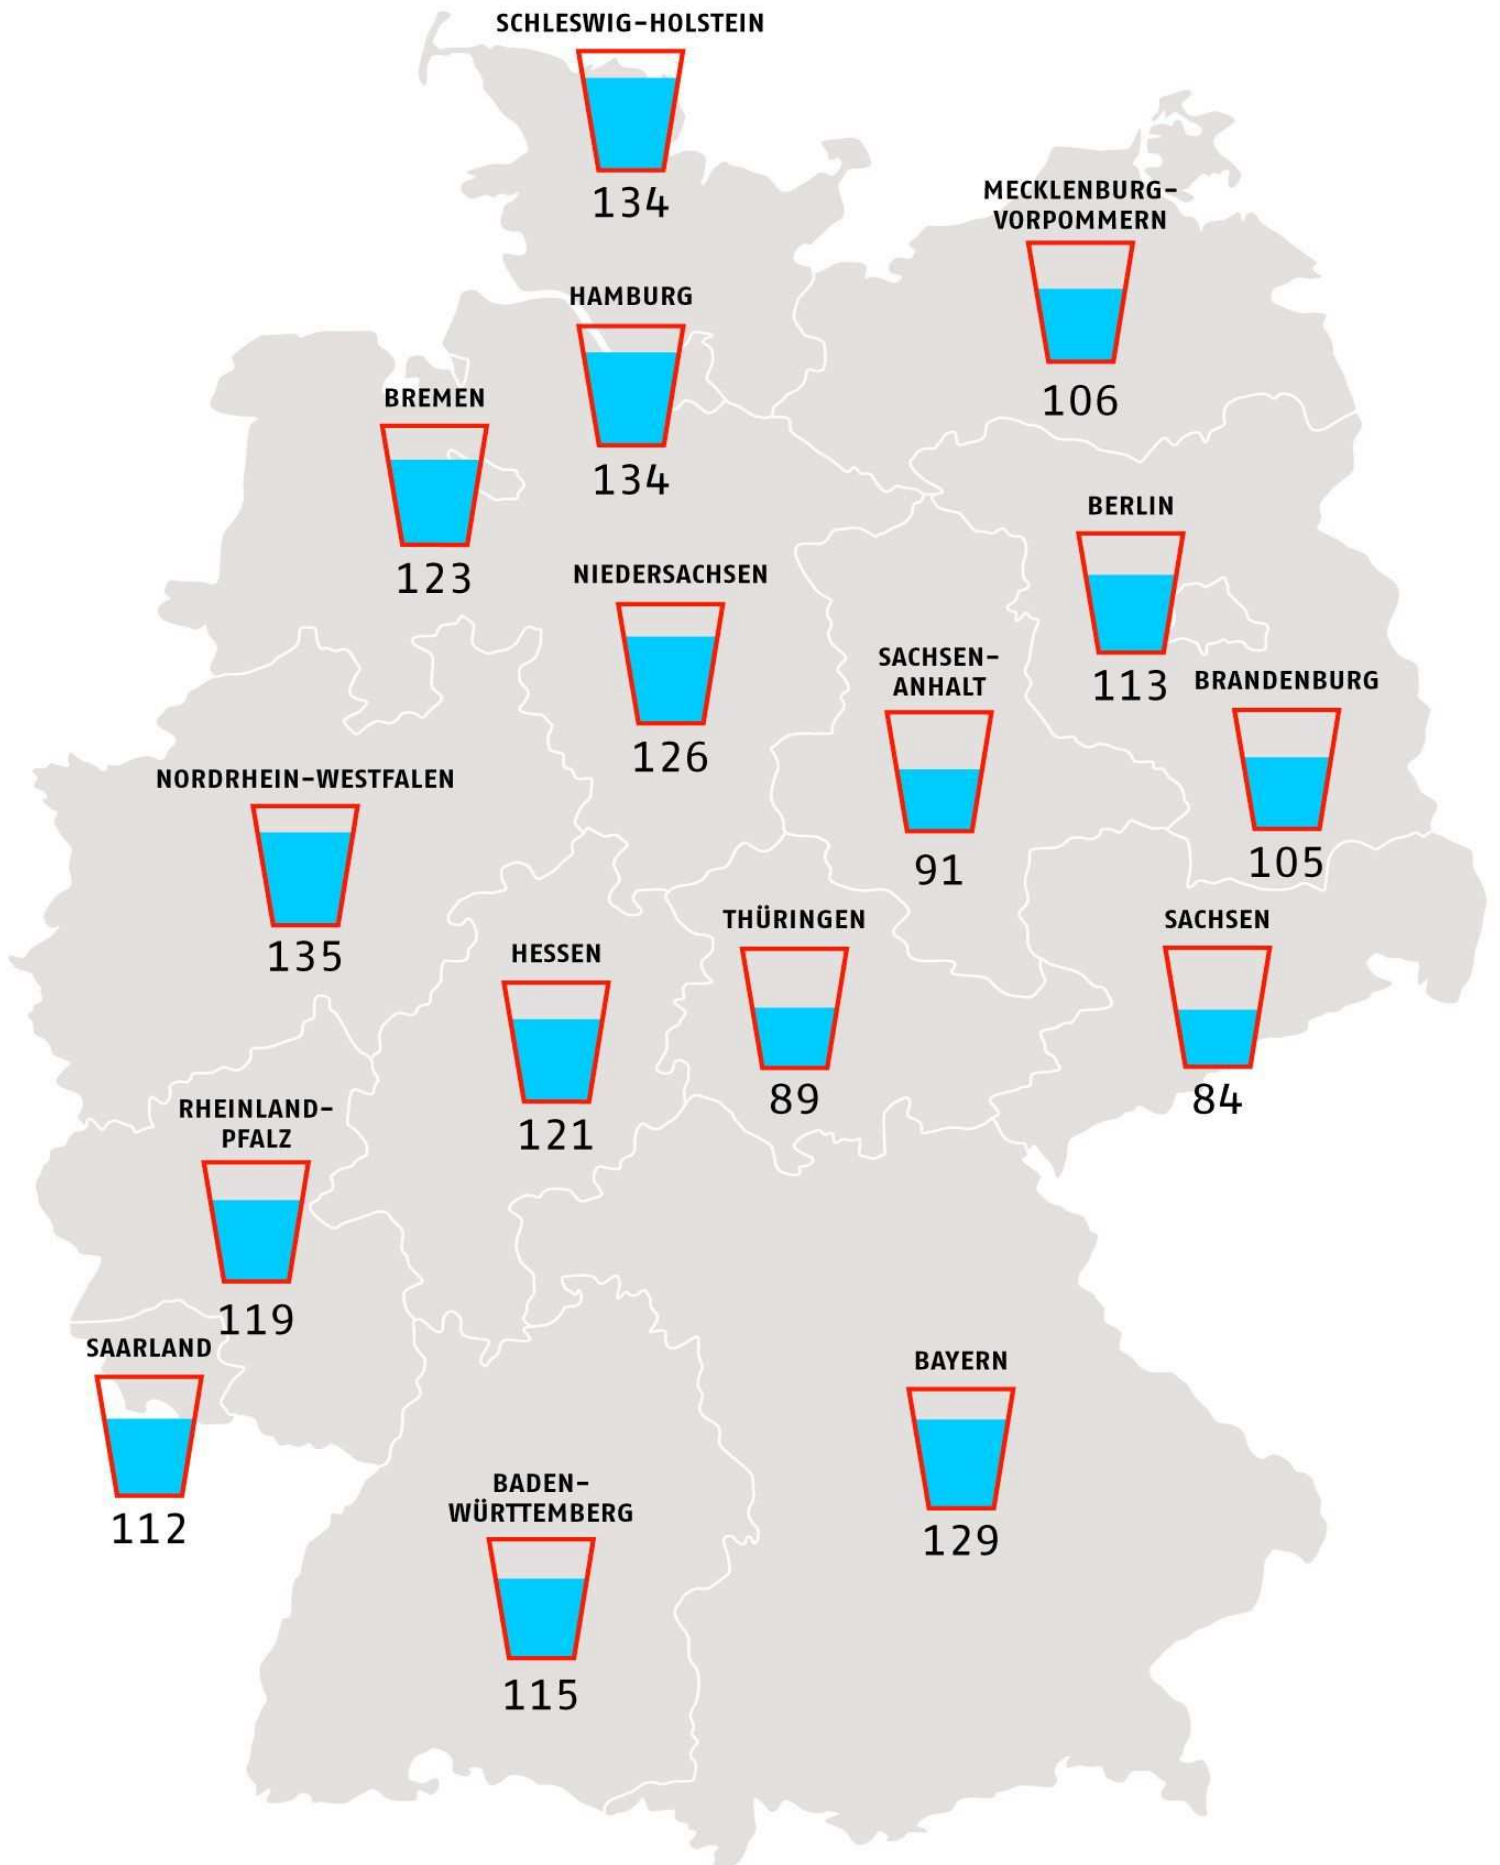 SCHLESWIG-HOLSTEIN
134
MECKLENBURG-
VORPOMMERN
106
HAMBURG
134
BREMEN
123
BERLIN
113
NIEDERSACHSEN
126
SACHSEN-
ANHALT
91
BRANDENBURG
105
NORDRHEIN-WESTFALEN
135
THÜRINGEN
89
SACHSEN
84
HESSEN
121
RHEINLAND-
PFALZ
119
SAARLAND
112
BAYERN
129
BADEN-
WÜRTTEMBERG
115